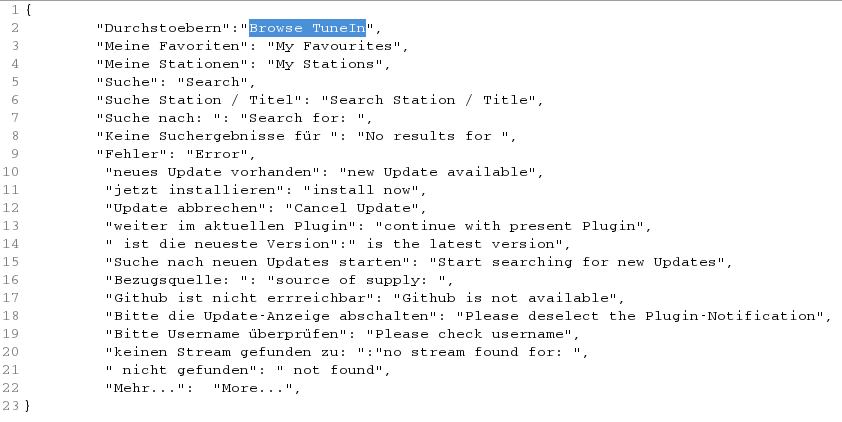 1 {
2 "Durchstoebern":"Browse TuneIn",
3 "Meine Favoriten": "My Favourites",
4 "Meine Stationen": "My Stations",
5 "Suche": "Search",
6 "Suche Station / Titel": "Search Station / Title",
7 "Suche nach: ": "Search for: ",
8 "Keine Suchergebnisse für ": "No results for ",
9 "Fehler": "Error",
10 "neues Update vorhanden": "new Update available",
11 "jetzt installieren": "install now",
12 "Update abbrechen": "Cancel Update",
13 "weiter im aktuellen Plugin": "continue with present Plugin",
14 " ist die neueste Version":" is the latest version",
15 "Suche nach neuen Updates starten": "Start searching for new Updates",
16 "Bezugsquelle: ": "source of supply: ",
17 "Github ist nicht errreichbar": "Github is not available",
18 "Bitte die Update-Anzeige abschalten": "Please deselect the Plugin-Notification",
19 "Bitte Username überprüfen": "Please check username",
20 "keinen Stream gefunden zu: ":"no stream found for: ",
21 " nicht gefunden": " not found",
22 "Mehr...":  "More...",
23 }